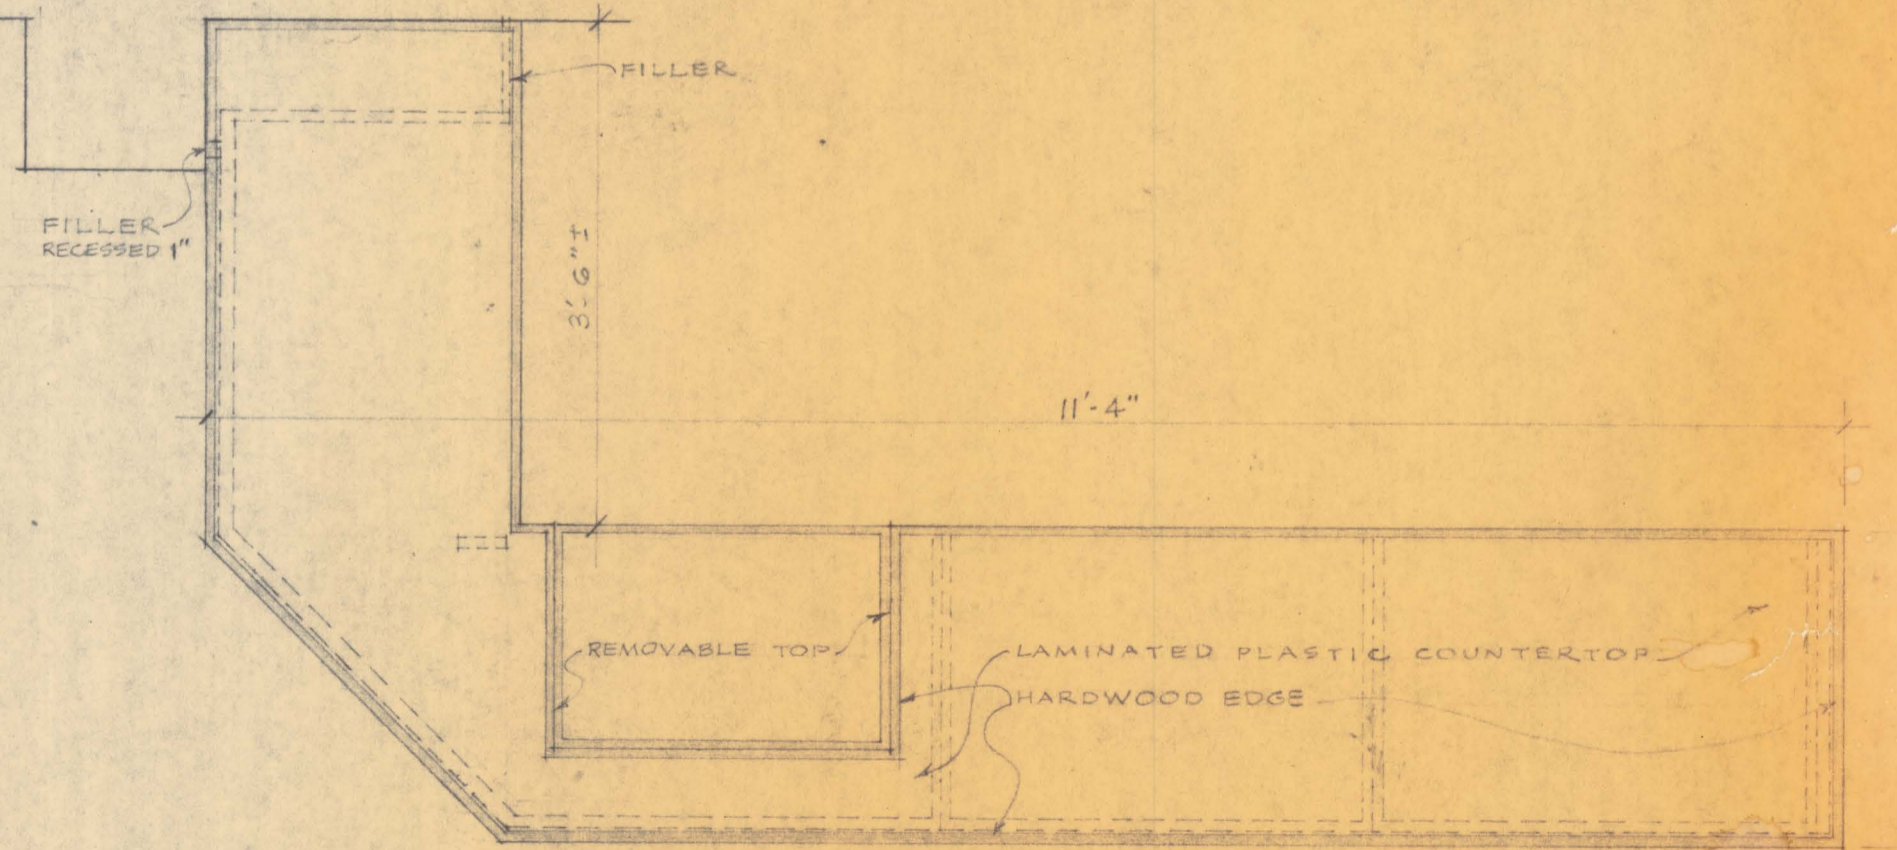 FILLER
FILLER
RECESSED 1"
3'-6"±
11'-4"
REMOVABLE TOP
LAMINATED PLASTIC COUNTERTOP
HARDWOOD EDGE